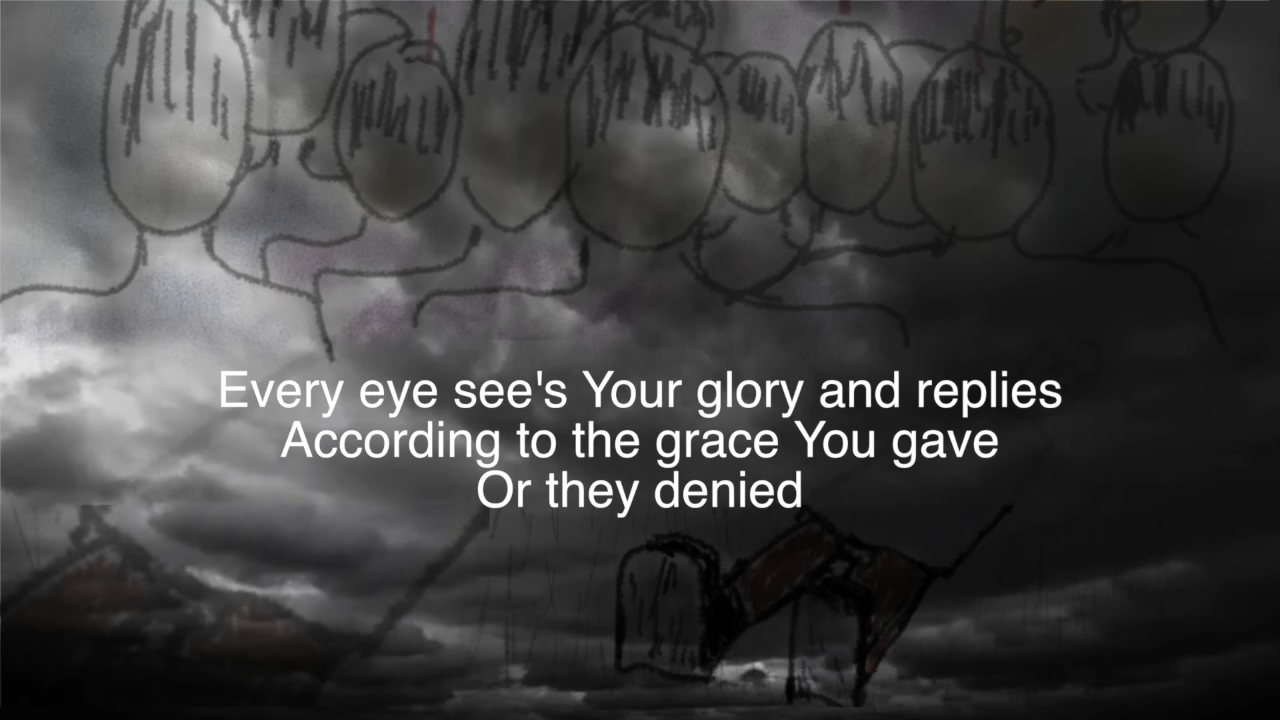 Every eye see's Your glory and replies
According to the grace You gave
Or they denied